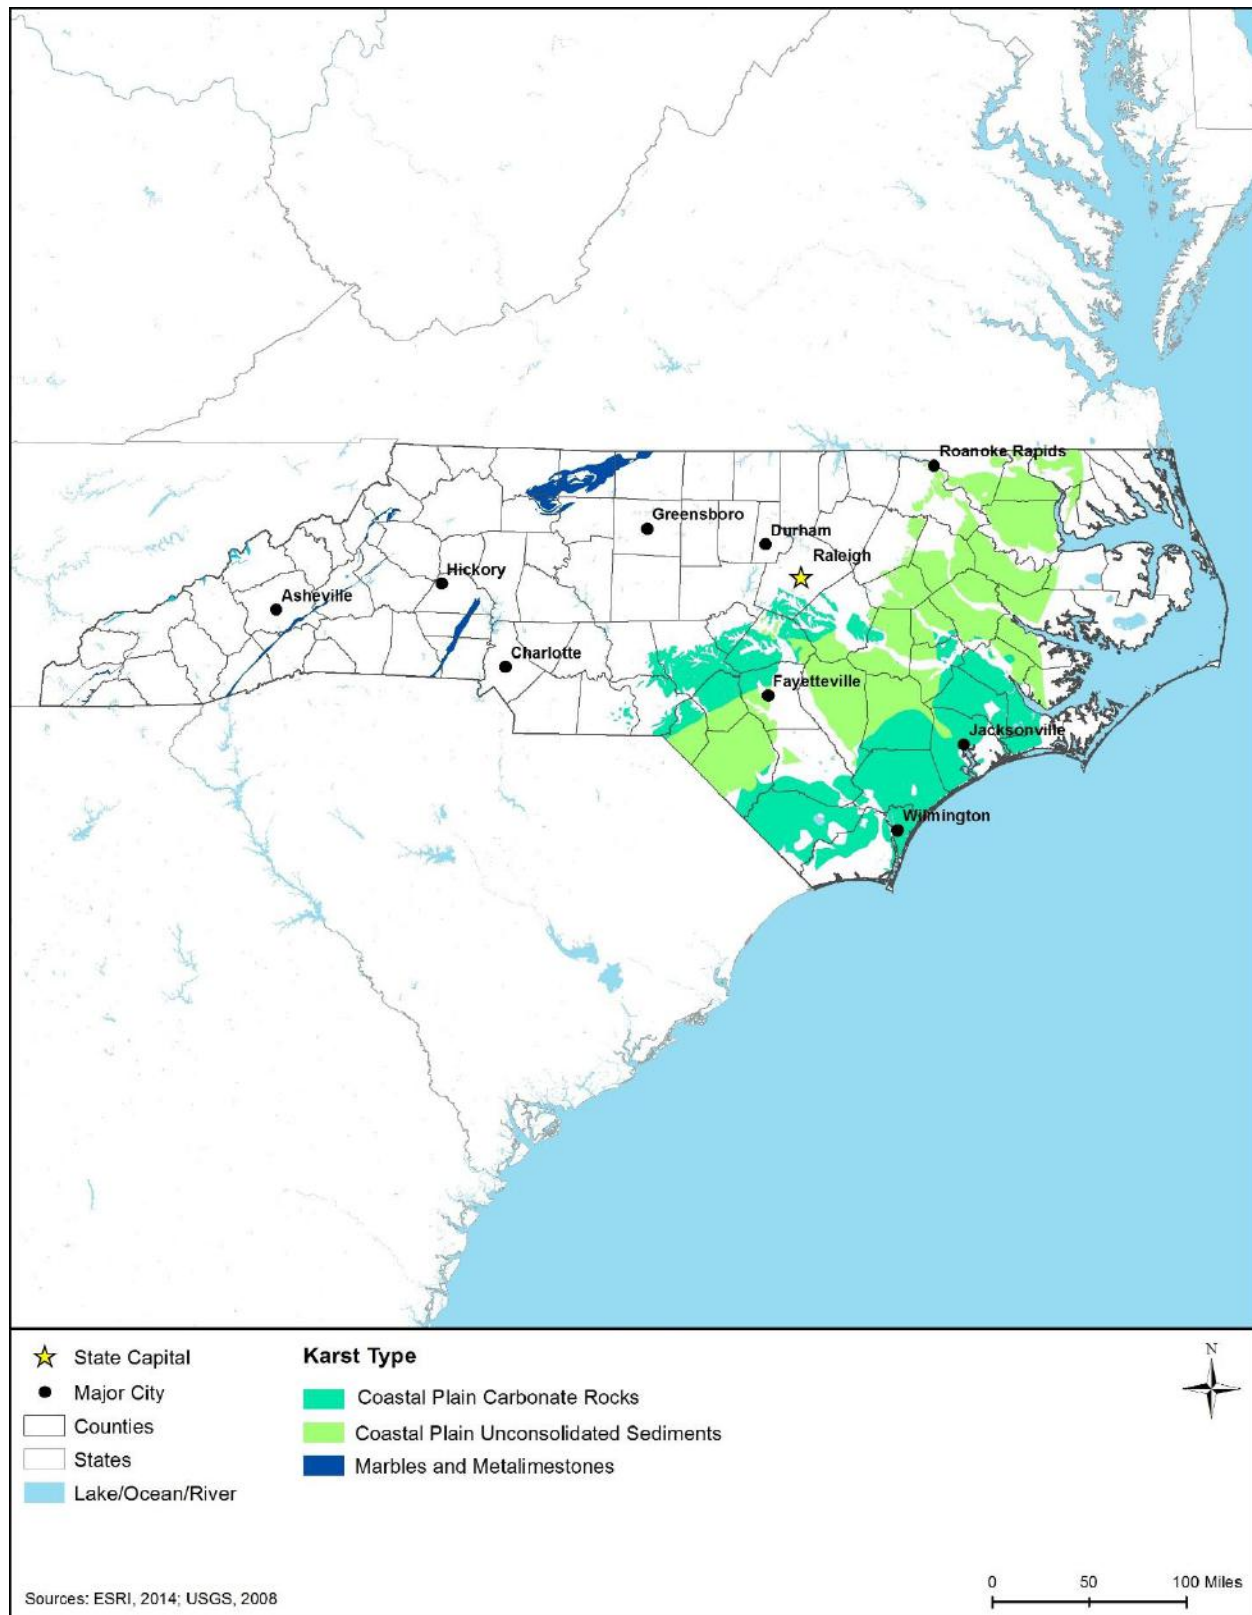 Roanoke Rapids
Greensboro
Durham
Raleigh
Hickory
Asheville
Charlotte
Fayetteville
Jacksonville
Wilmington
State Capital
Major City
Counties
States
Lake/Ocean/River
Karst Type
Coastal Plain Carbonate Rocks
Coastal Plain Unconsolidated Sediments
Marbles and Metalimestones
N
Sources: ESRI, 2014; USGS, 2008
0 50 100 Miles